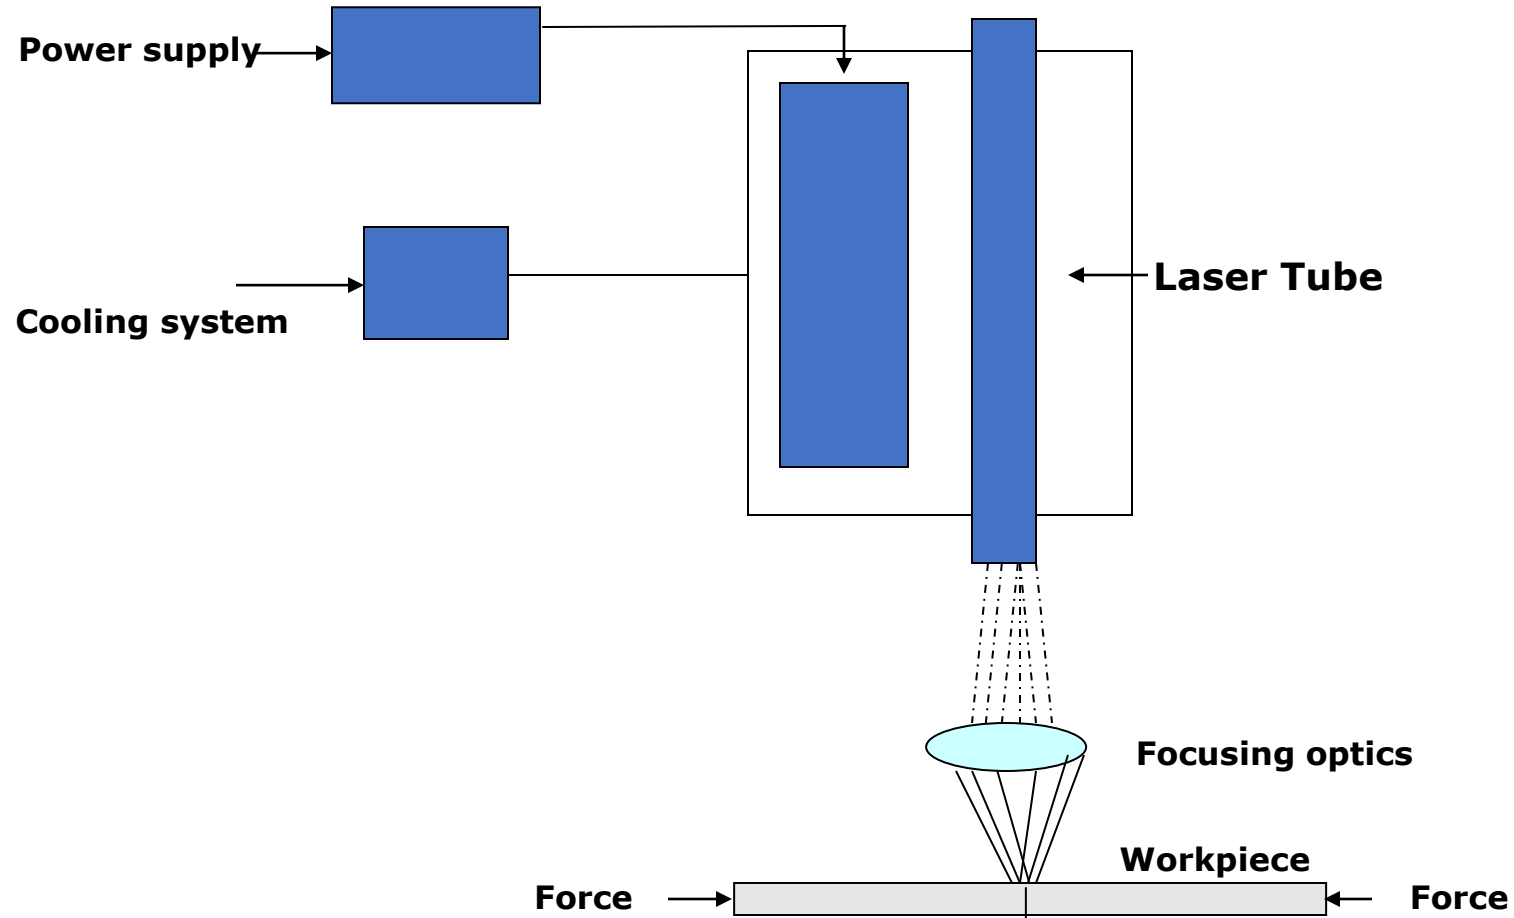 Power supply
Laser Tube
Cooling system
Focusing optics
Workpiece
Force
Force